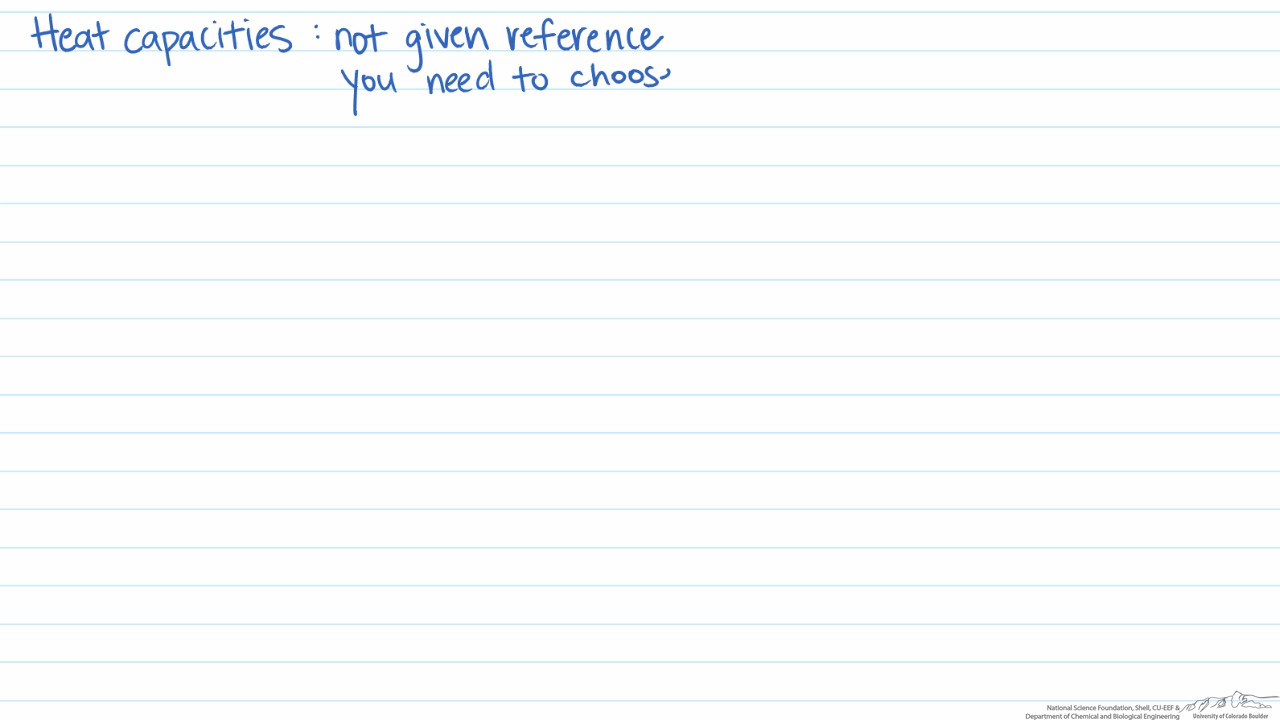 Heat capacities : not given reference
you need to choos
National Science Foundation, Shell, CU-EEF &
Department of Chemical and Biological Engineering
University of Colorado Boulder